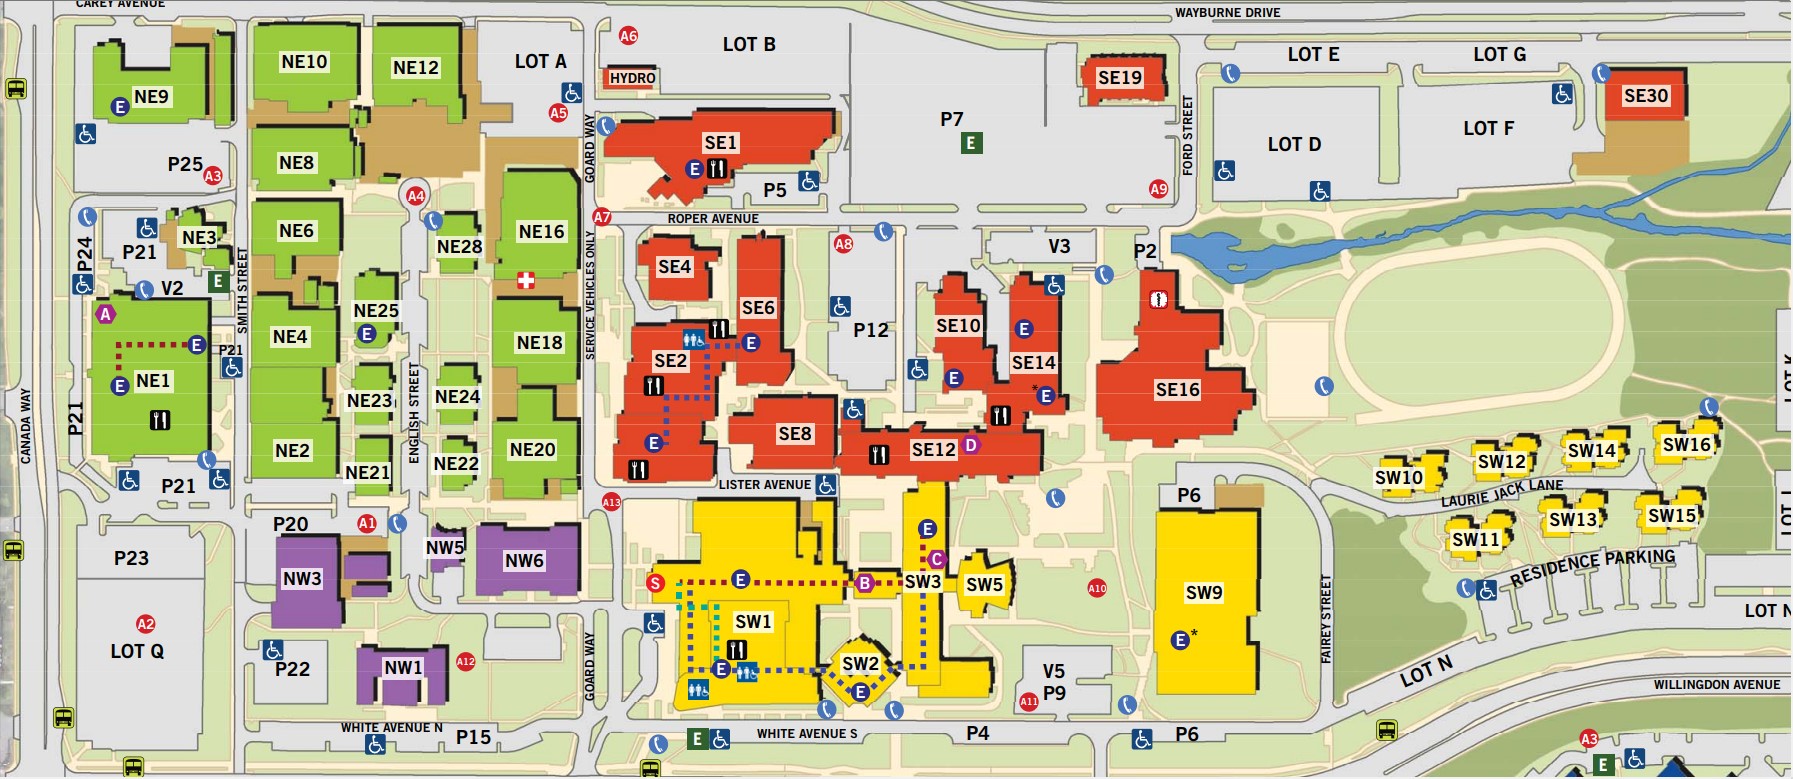 CAREY AVENUE
WAYBURNE DRIVE
A6
LOT B
LOT E
LOT G
NE10
NE12
LOT A
HYDRO
SE19
SE30
NE9
E
A5
P7
E
LOT D
LOT F
GOARD WAY
FORD STREET
SE1
E
P25
A3
NE8
A4
P5
A9
A7
ROPER AVENUE
P24
P21
NE3
NE6
NE28
NE16
A8
V3
P2
SMITH STREET
SERVICE VEHICLES ONLY
SE4
V2
E
A
NE25
E
SE6
E
P12
SE10
E
SE14
E
*E
NE4
NE18
E
P21
NE1
E
SE2
E
SE16
CANADA WAY
P21
ENGLISH STREET
NE23
NE24
LOT K
NE2
NE21
NE22
NE20
SE8
SE12
D
SW10
SW12
SW14
SW16
LAURIE JACK LANE
P21
LISTER AVENUE
A13
P6
SW11
SW13
SW15
P20
A1
NW5
NW6
P23
NW3
E
C
RESIDENCE PARKING
S
E
B
SW3
SW5
A10
SW9
E*
FAIREY STREET
LOT N
A2
LOT Q
SW1
E
SW2
E
P22
NW1
A12
GOARD WAY
V5
P9
A11
LOT N
WILLINGDON AVENUE
WHITE AVENUE N
P15
E
WHITE AVENUE S
P4
P6
A3
E